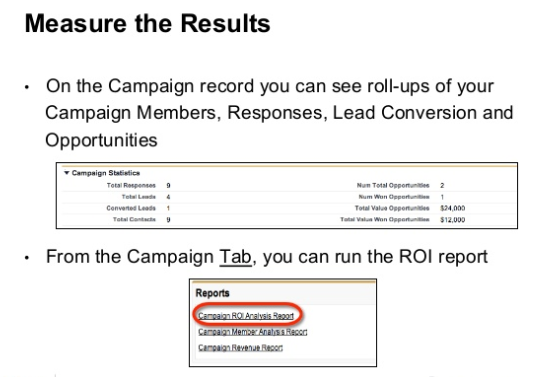 Measure the Results
• On the Campaign record you can see roll-ups of your
Campaign Members, Responses, Lead Conversion and
Opportunities
▼ Campaign Statistics
Total Responses 9 Num Total Opportunities 2
Total Leads 4 Num Won Opportunities 1
Converted Leads 1 Total Value Opportunities $24,000
Total Contacts 9 Total Value Won Opportunities $12,000
• From the Campaign Tab, you can run the ROI report
Reports
Campaign ROI Analysis Report
Campaign Member Analysis Report
Campaign Revenue Report